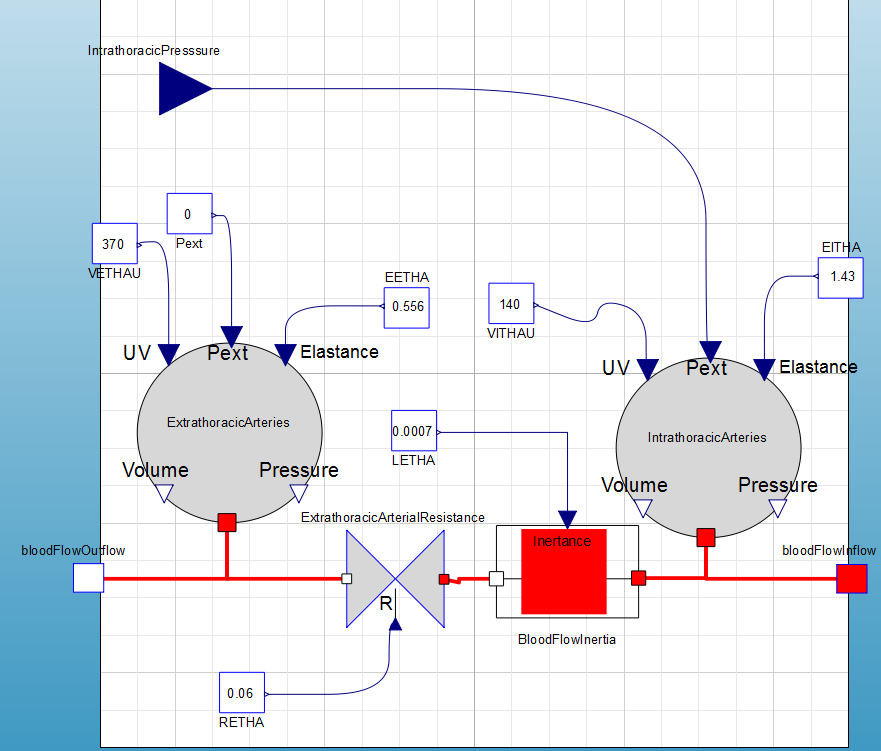 IntrathoracicPresssure
0
Pext
370
VETHAU
EITHA
1.43
EETHA
0.556
140
VITHAU
UV
Pext
Elastance
UV
Pext
Elastance
ExtrathoracicArteries
0.0007
LETHA
IntrathoracicArteries
Volume
Pressure
Volume
Pressure
ExtrathoracicArterialResistance
Inertance
bloodFlowOutflow
bloodFlowInflow
R
BloodFlowInertia
0.06
RETHA